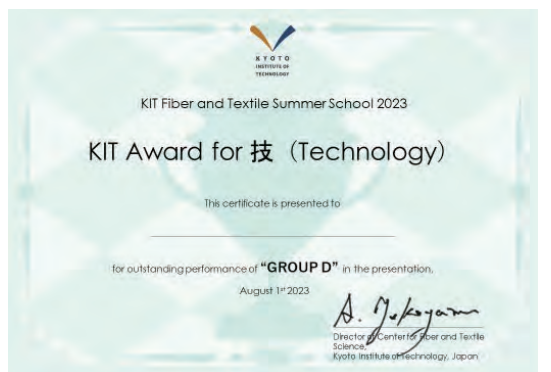 KYOTO
INSTITUTE OF
TECHNOLOGY
KIT Fiber and Textile Summer School 2023
KIT Award for 技 (Technology)
This certificate is presented to
for outstanding performance of “GROUP D” in the presentation.
August 1st 2023
A. Yokoyama
Director of Center for Fiber and Textile
Science,
Kyoto Institute of Technology, Japan